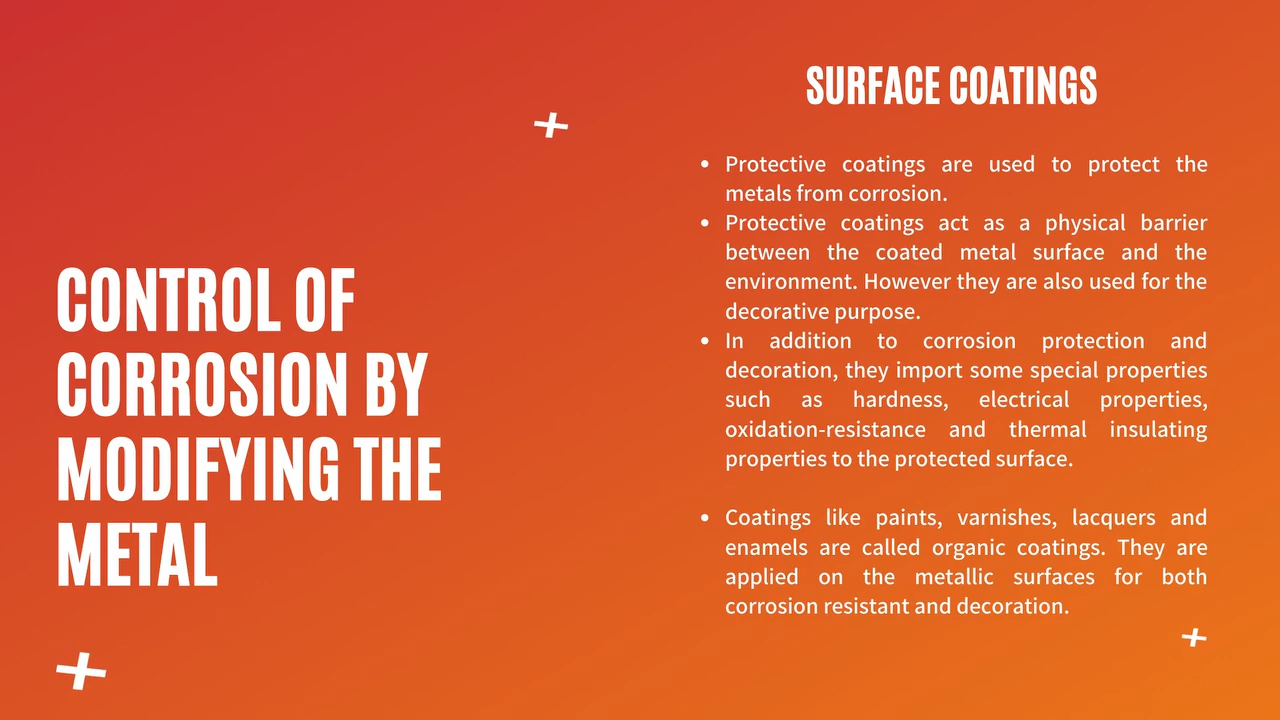 CONTROL OF
CORROSION BY
MODIFYING THE
METAL
SURFACE COATINGS
• Protective coatings are used to protect the
metals from corrosion.
• Protective coatings act as a physical barrier
between the coated metal surface and the
environment. However they are also used for the
decorative purpose.
• In addition to corrosion protection and
decoration, they import some special properties
such as hardness, electrical properties,
oxidation-resistance and thermal insulating
properties to the protected surface.
• Coatings like paints, varnishes, lacquers and
enamels are called organic coatings. They are
applied on the metallic surfaces for both
corrosion resistant and decoration.